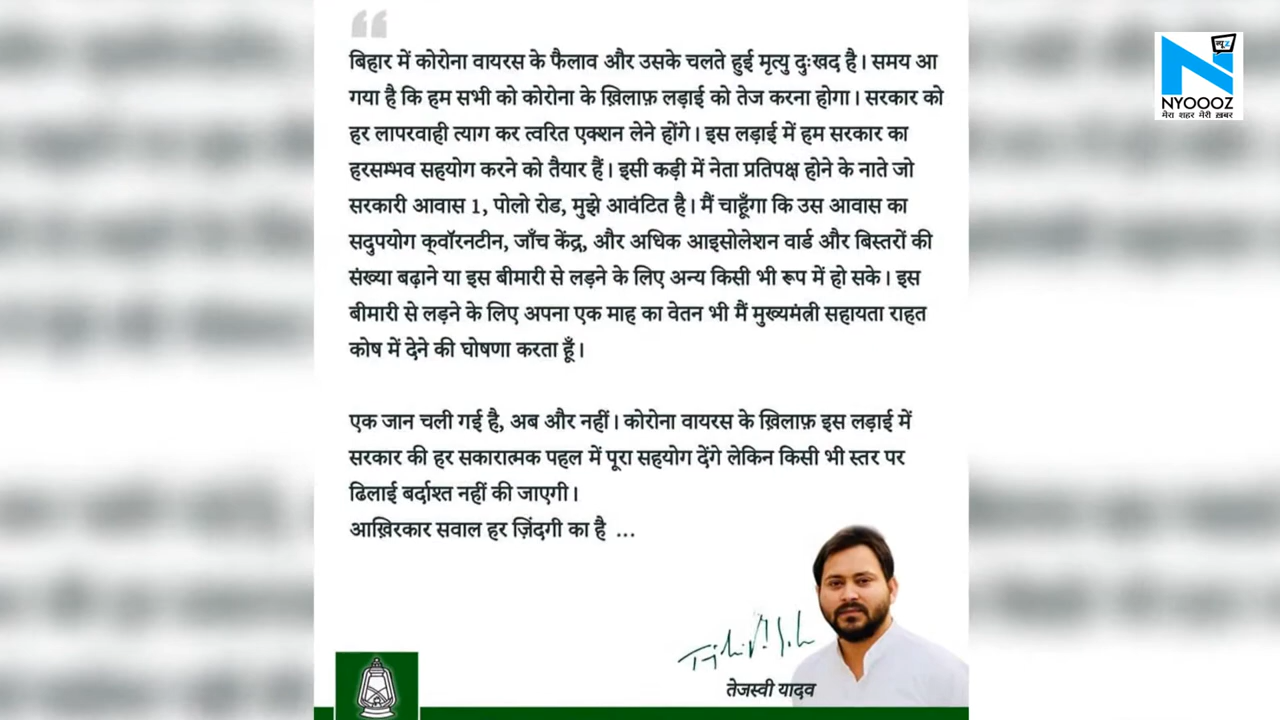 बिहार में कोरोना वायरस के फैलाव और उसके चलते हुई मृत्यु दुःखद है। समय आ
गया है कि हम सभी को कोरोना के ख़िलाफ़ लड़ाई को तेज करना होगा। सरकार को
हर लापरवाही त्याग कर त्वरित एक्शन लेने होंगे। इस लड़ाई में हम सरकार का
हरसम्भव सहयोग करने को तैयार हैं। इसी कड़ी में नेता प्रतिपक्ष होने के नाते जो
सरकारी आवास 1, पोलो रोड, मुझे आवंटित है। मैं चाहूँगा कि उस आवास का
सदुपयोग क्वॉरनटीन, जाँच केंद्र, और अधिक आइसोलेशन वार्ड और बिस्तरों की
संख्या बढ़ाने या इस बीमारी से लड़ने के लिए अन्य किसी भी रूप में हो सके। इस
बीमारी से लड़ने के लिए अपना एक माह का वेतन भी मैं मुख्यमंत्री सहायता राहत
कोष में देने की घोषणा करता हूँ।
एक जान चली गई है, अब और नहीं। कोरोना वायरस के ख़िलाफ़ इस लड़ाई में
सरकार की हर सकारात्मक पहल में पूरा सहयोग देंगे लेकिन किसी भी स्तर पर
ढिलाई बर्दाश्त नहीं की जाएगी।
आख़िरकार सवाल हर ज़िंदगी का है ...
तेजस्वी यादव
न्यूज़
NYOOOZ
मेरा शहर मेरी ख़बर